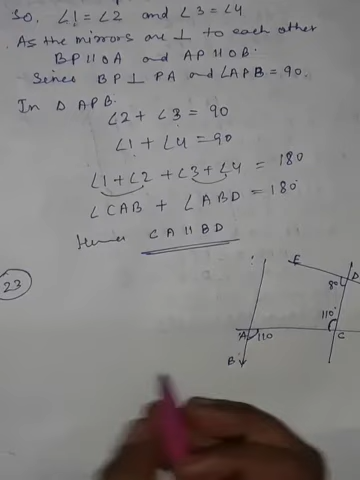 So, ∠1 = ∠2 and ∠3 = ∠4
As the mirrors are ⊥ to each other
BP || OA and AP || OB.
Since BP ⊥ PA and ∠APB = 90.
In Δ APB.
∠2 + ∠3 = 90
∠1 + ∠4 = 90
∠1 + ∠2 + ∠3 + ∠4 = 180
∠CAB + ∠ABD = 180
Hence CA || BD
23
E
D
80
110°
A 110 C
B